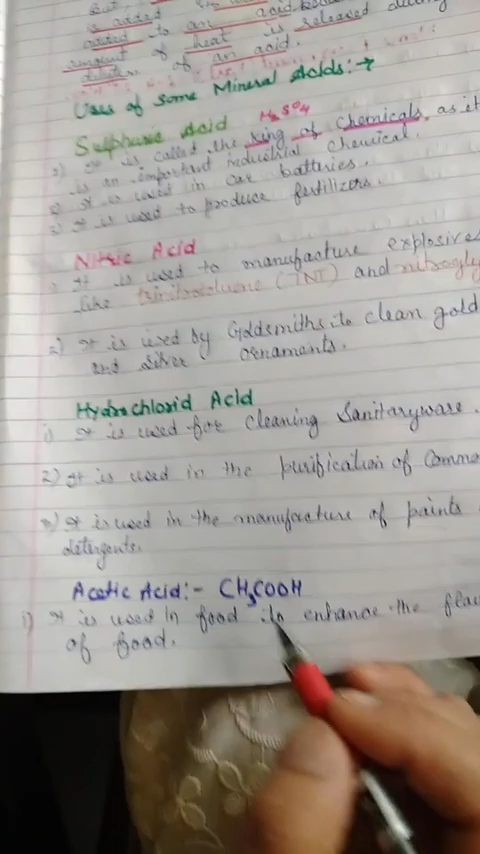 is added
added to an acid
amount of heat is released during
dilution of an acid.
Uses of Some Mineral Acids:→
Sulphuric Acid H2SO4
1) It is called the king of Chemicals as it
is an important industrial chemical.
2) It is used in car batteries.
3) It is used to produce fertilizers.
Nitric Acid
1) It is used to manufacture explosives
like trinitrotoluene (TNT) and nitrogly
2) It is used by Goldsmiths to clean gold
and silver ornaments.
Hydrochlorid Acid
1) It is used for cleaning Sanitaryware.
2) It is used in the purification of Commo
3) It is used in the manufacture of paints
detergents.
Acetic Acid:- CH3COOH
1) It is used in food to enhance the flav
of food.